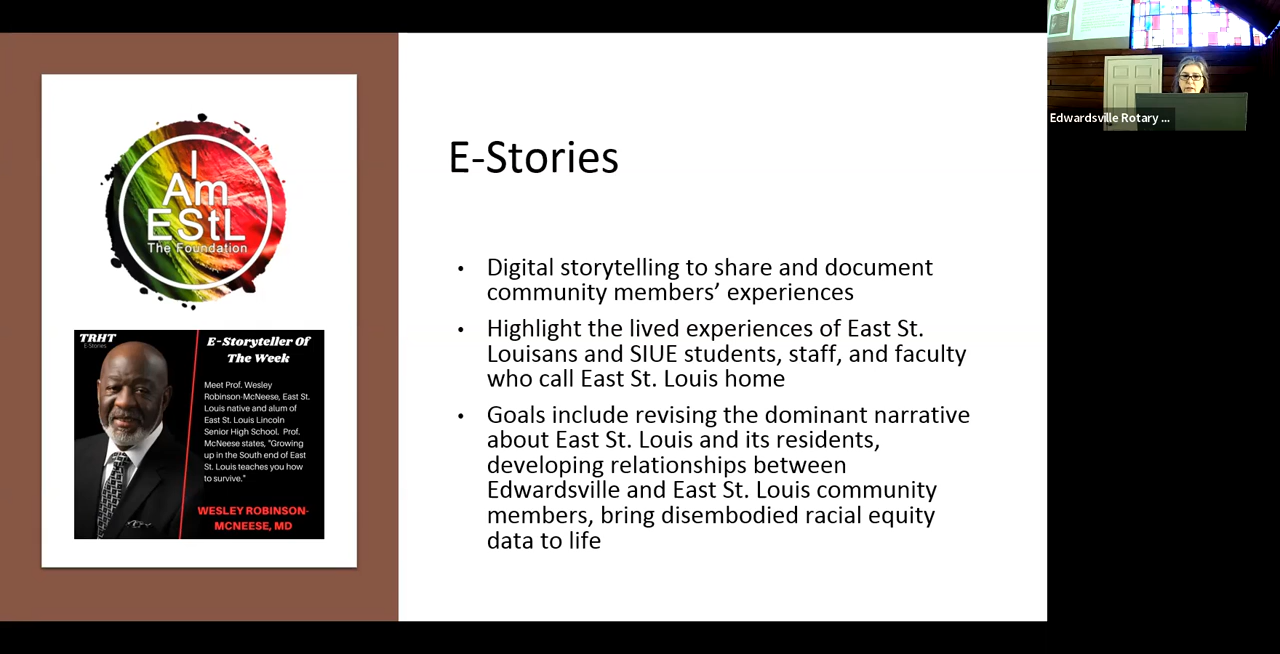 I
Am
EStL
The Foundation
TRHT
E-Stories
E-Storyteller Of
The Week
Meet Prof. Wesley
Robinson-McNeese, East St.
Louis native and alum of
East St. Louis Lincoln
Senior High School. Prof.
McNeese states, "Growing
up in the South end of East
St. Louis teaches you how
to survive."
WESLEY ROBINSON-
MCNEESE, MD
E-Stories
• Digital storytelling to share and document
community members’ experiences
• Highlight the lived experiences of East St.
Louisans and SIUE students, staff, and faculty
who call East St. Louis home
• Goals include revising the dominant narrative
about East St. Louis and its residents,
developing relationships between
Edwardsville and East St. Louis community
members, bring disembodied racial equity
data to life
Edwardsville Rotary ...